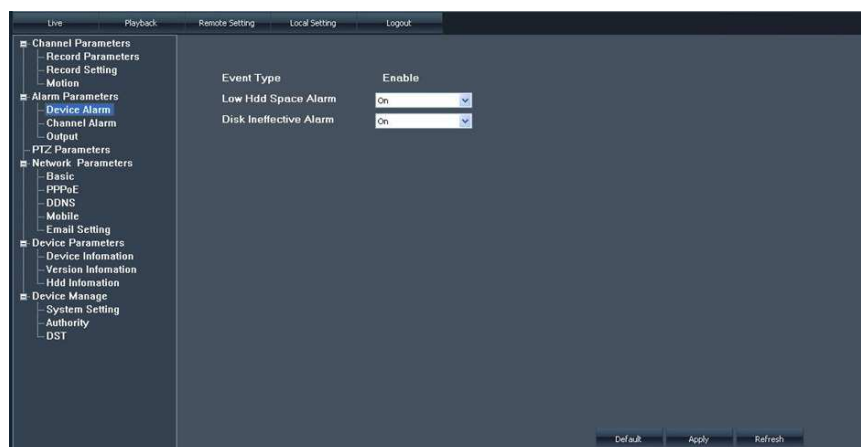 Live Playback Remote Setting Local Setting Logout
Channel Parameters
Record Parameters
Record Setting
Motion
Alarm Parameters
Device Alarm
Channel Alarm
Output
PTZ Parameters
Network Parameters
Basic
PPPoE
DDNS
Mobile
Email Setting
Device Parameters
Device Infomation
Version Infomation
Hdd Infomation
Device Manage
System Setting
Authority
DST
Event Type Enable
Low Hdd Space Alarm On
Disk Ineffective Alarm On
Default Apply Refresh